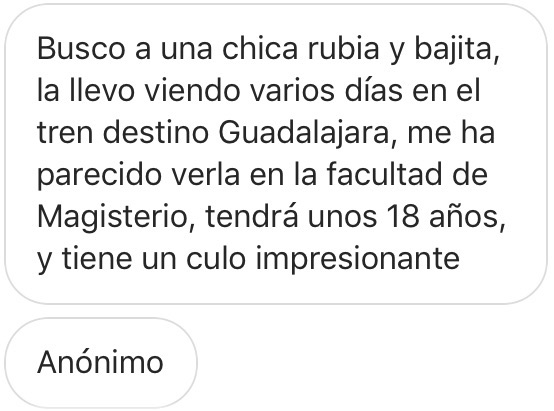 Busco a una chica rubia y bajita,
la llevo viendo varios días en el
tren destino Guadalajara, me ha
parecido verla en la facultad de
Magisterio, tendrá unos 18 años,
y tiene un culo impresionante
Anónimo